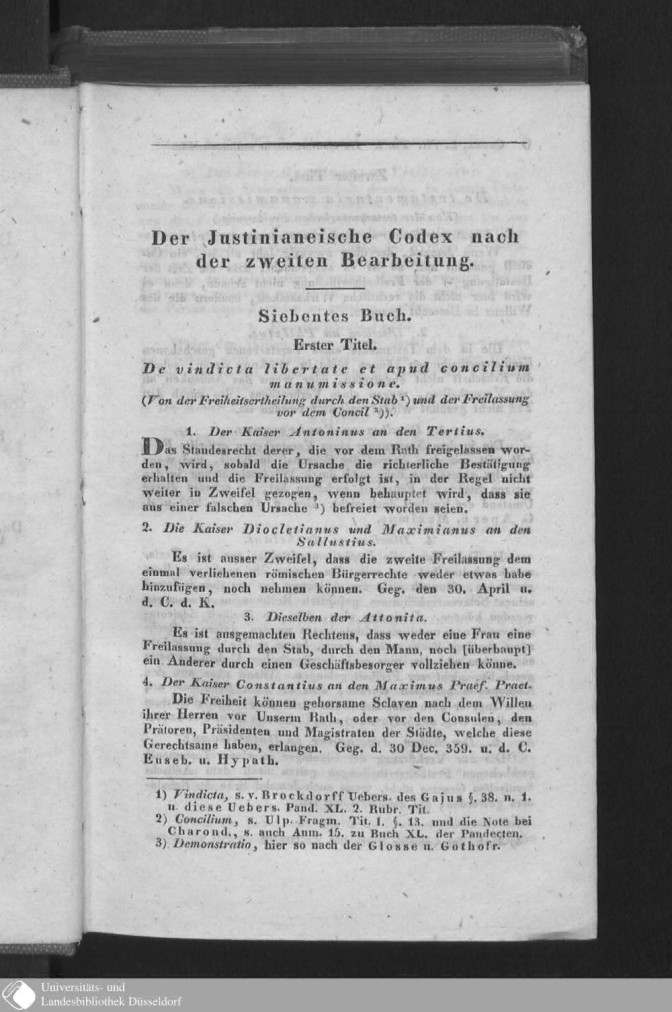 Der Justinianeische Codex nach
der zweiten Bearbeitung.
Siebentes Buch.
Erster Titel.
De vindicta libertate et apud concilium
manumissione.
(Von der Freiheitsertheilung durch den Stab ¹) und der Freilassung
vor dem Concil ²)).
1. Der Kaiser Antoninus an den Tertius.
Das Standesrecht derer, die vor dem Rath freigelassen wor-
den, wird, sobald die Ursache die richterliche Bestätigung
erhalten und die Freilassung erfolgt ist, in der Regel nicht
weiter in Zweifel gezogen, wenn behauptet wird, dass sie
aus einer falschen Ursache ³) befreiet worden seien.
2. Die Kaiser Diocletianus und Maximianus an den
Sallustius.
Es ist ausser Zweifel, dass die zweite Freilassung dem
einmal verliehenen römischen Bürgerrechte weder etwas habe
hinzufügen, noch nehmen können. Geg. den 30. April u.
d. C. d. K.
3. Dieselben der Attonita.
Es ist ausgemachten Rechtens, dass weder eine Frau eine
Freilassung durch den Stab, durch den Mann, noch [überhaupt]
ein Anderer durch einen Geschäftsbesorger vollziehen könne.
4. Der Kaiser Constantius an den Maximus Praef. Praet.
Die Freiheit können gehorsame Sclaven nach dem Willen
ihrer Herren vor Unserm Rath, oder vor den Consulen, den
Prätoren, Präsidenten und Magistraten der Städte, welche diese
Gerechtsame haben, erlangen. Geg. d. 30 Dec. 359. u. d. C.
Euseb. u. Hypath.
1) Vindicta, s. v. Brockdorff Uebers. des Gajus §. 38. n. 1.
u. diese Uebers. Pand. XL. 2. Rubr. Tit.
2) Concilium, s. Ulp. Fragm. Tit. I. §. 13. und die Note bei
Charond., s. auch Anm. 15. zu Buch XL. der Pandecten.
3) Demonstratio, hier so nach der Glosse u. Gothofr.
Universitäts- und
Landesbibliothek Düsseldorf